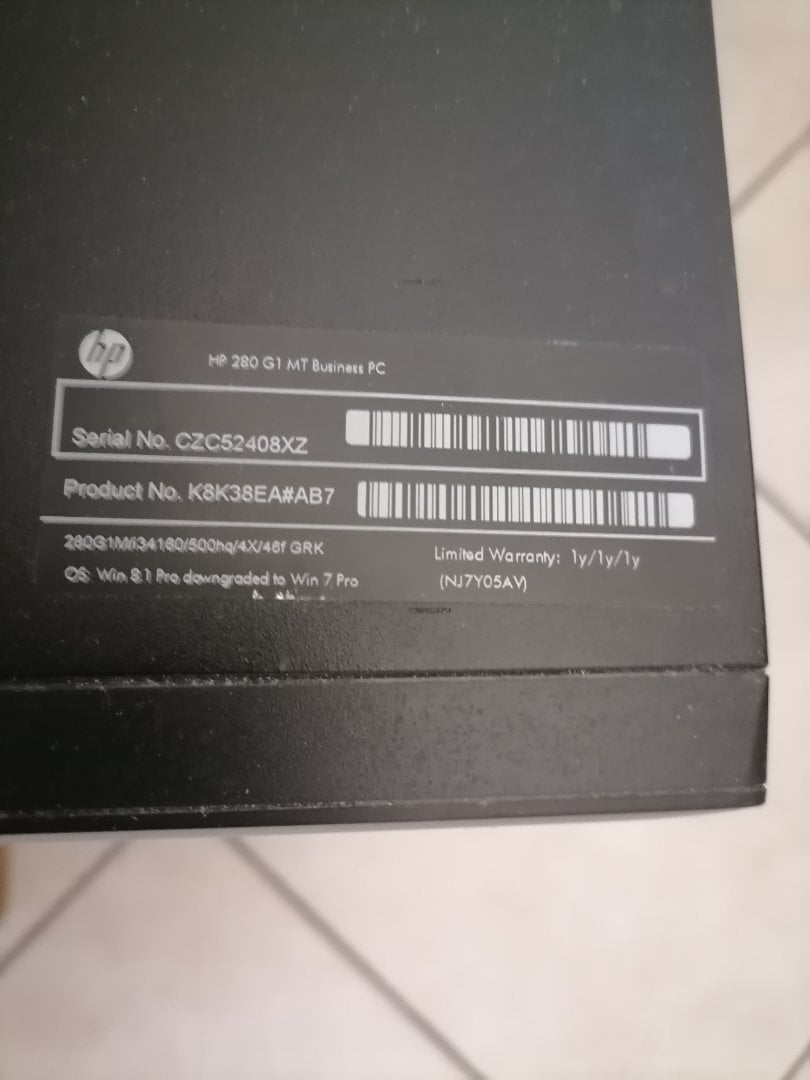 hp
HP 280 G1 MT Business PC
Serial No. CZC52408XZ
Product No. K8K38EA#AB7
280G1M/i34160/500hq/4X/46f GRK
OS: Win 8.1 Pro downgraded to Win 7 Pro
Limited Warranty: 1y/1y/1y
(NJ7Y05AV)